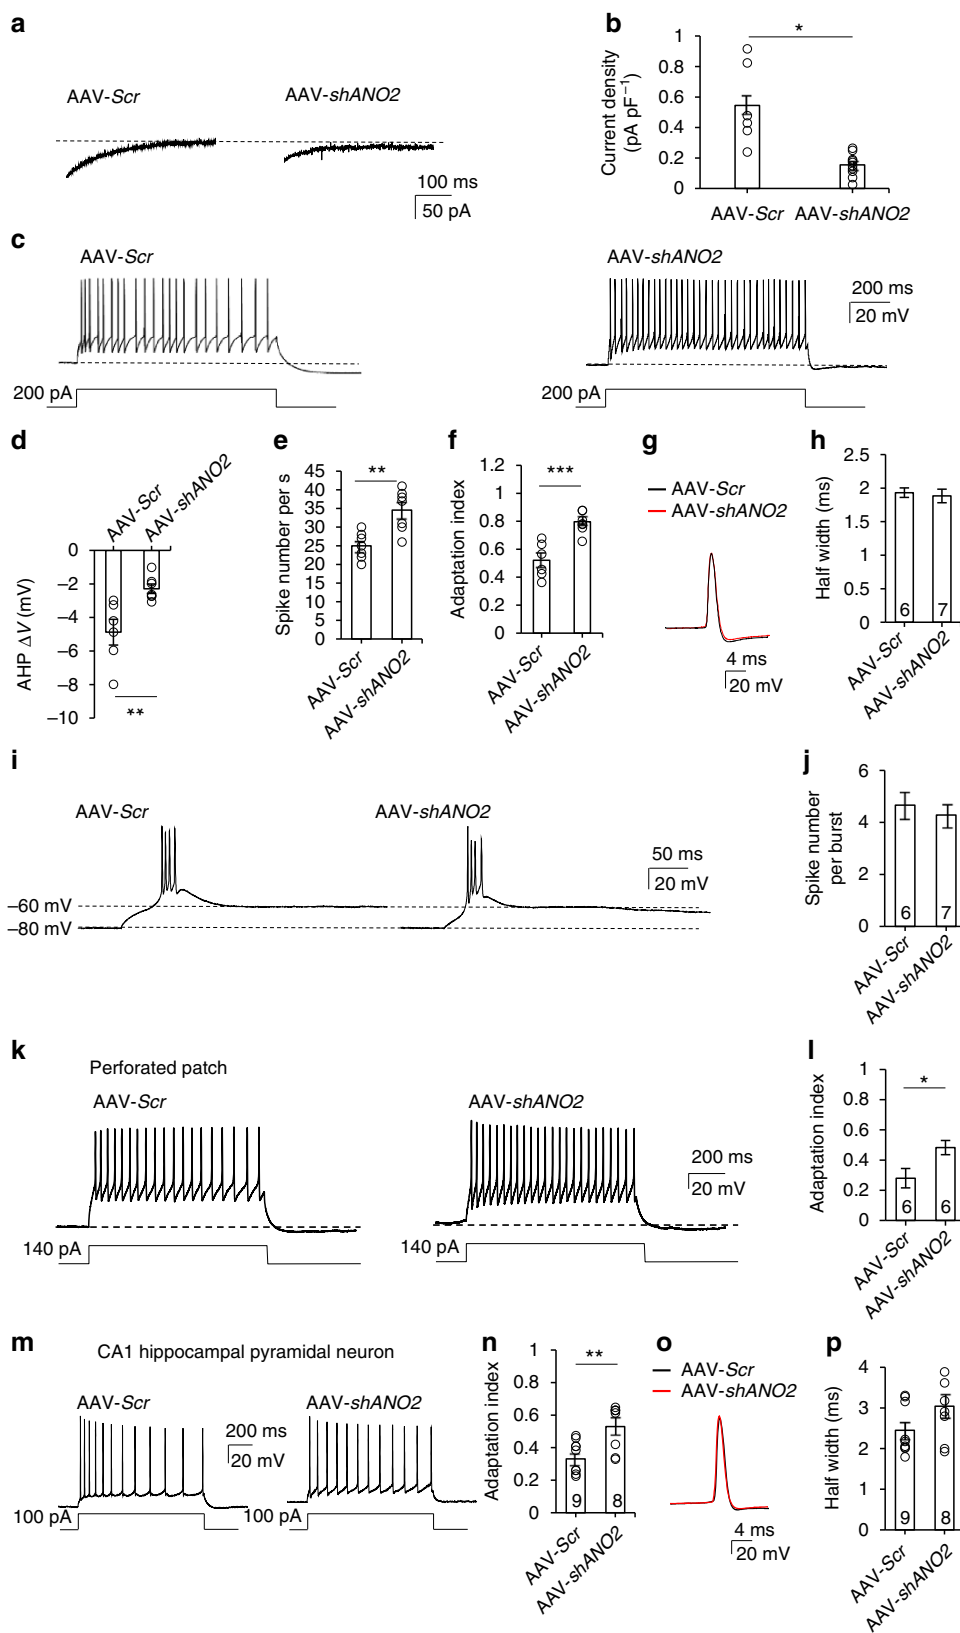 a
AAV-Scr
AAV-shANO2
100 ms
50 pA
b
Current density
(pA pF⁻¹)
1
0.8
0.6
0.4
0.2
0
*
AAV-Scr AAV-shANO2
c
AAV-Scr
200 pA
AAV-shANO2
200 ms
20 mV
200 pA
d
AAV-Scr
AAV-shANO2
AHP ΔV (mV)
0
–2
–4
–6
–8
–10
**
e
Spike number per s
45
40
35
30
25
20
15
10
5
0
**
AAV-Scr
AAV-shANO2
f
Adaptation index
1.2
1
0.8
0.6
0.4
0.2
0
***
AAV-Scr
AAV-shANO2
g
AAV-Scr
AAV-shANO2
4 ms
20 mV
h
Half width (ms)
2.5
2
1.5
1
0.5
0
6 7
AAV-Scr
AAV-shANO2
i
AAV-Scr
AAV-shANO2
50 ms
20 mV
–60 mV
–80 mV
j
Spike number
per burst
6
4
2
0
6 7
AAV-Scr
AAV-shANO2
k
Perforated patch
AAV-Scr
140 pA
AAV-shANO2
200 ms
20 mV
140 pA
l
Adaptation index
1
0.8
0.6
0.4
0.2
0
*
6 6
AAV-Scr
AAV-shANO2
m
CA1 hippocampal pyramidal neuron
AAV-Scr
200 ms
20 mV
100 pA
AAV-shANO2
100 pA
n
Adaptation index
1
0.8
0.6
0.4
0.2
0
**
9 8
AAV-Scr
AAV-shANO2
o
AAV-Scr
AAV-shANO2
4 ms
20 mV
p
Half width (ms)
4
3
2
1
0
9 8
AAV-Scr
AAV-shANO2